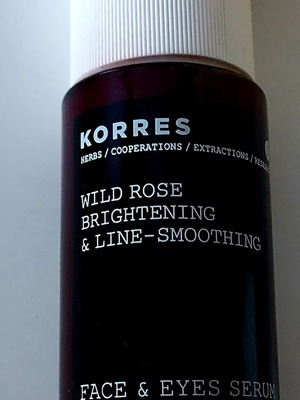 KORRES
HERBS / COOPERATIONS / EXTRACTIONS /
WILD ROSE
BRIGHTENING
& LINE-SMOOTHING
FACE & EYES SERUM